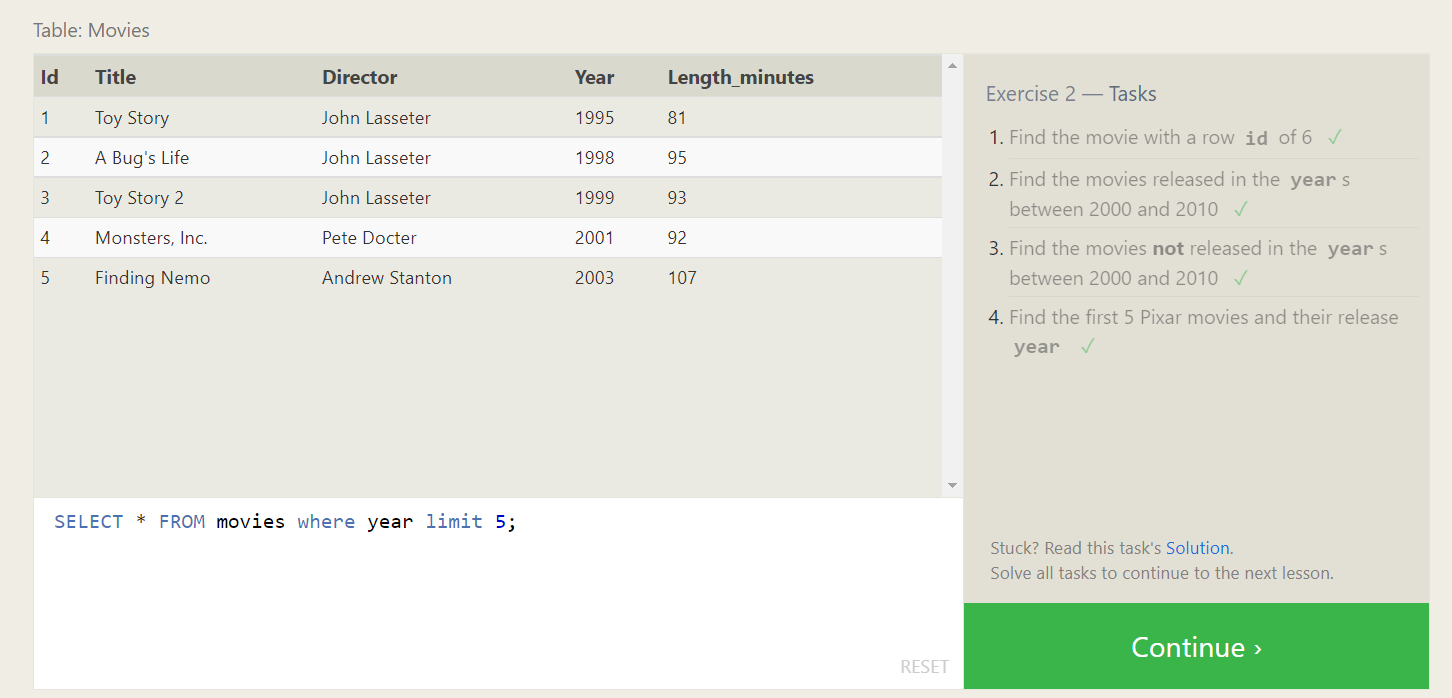 Table: Movies
Id Title Director Year Length_minutes
1 Toy Story John Lasseter 1995 81
2 A Bug's Life John Lasseter 1998 95
3 Toy Story 2 John Lasseter 1999 93
4 Monsters, Inc. Pete Docter 2001 92
5 Finding Nemo Andrew Stanton 2003 107
SELECT * FROM movies where year limit 5;
RESET
Exercise 2 — Tasks
1. Find the movie with a row id of 6 ✓
2. Find the movies released in the year s
between 2000 and 2010 ✓
3. Find the movies not released in the year s
between 2000 and 2010 ✓
4. Find the first 5 Pixar movies and their release
year ✓
Stuck? Read this task's Solution.
Solve all tasks to continue to the next lesson.
Continue ›